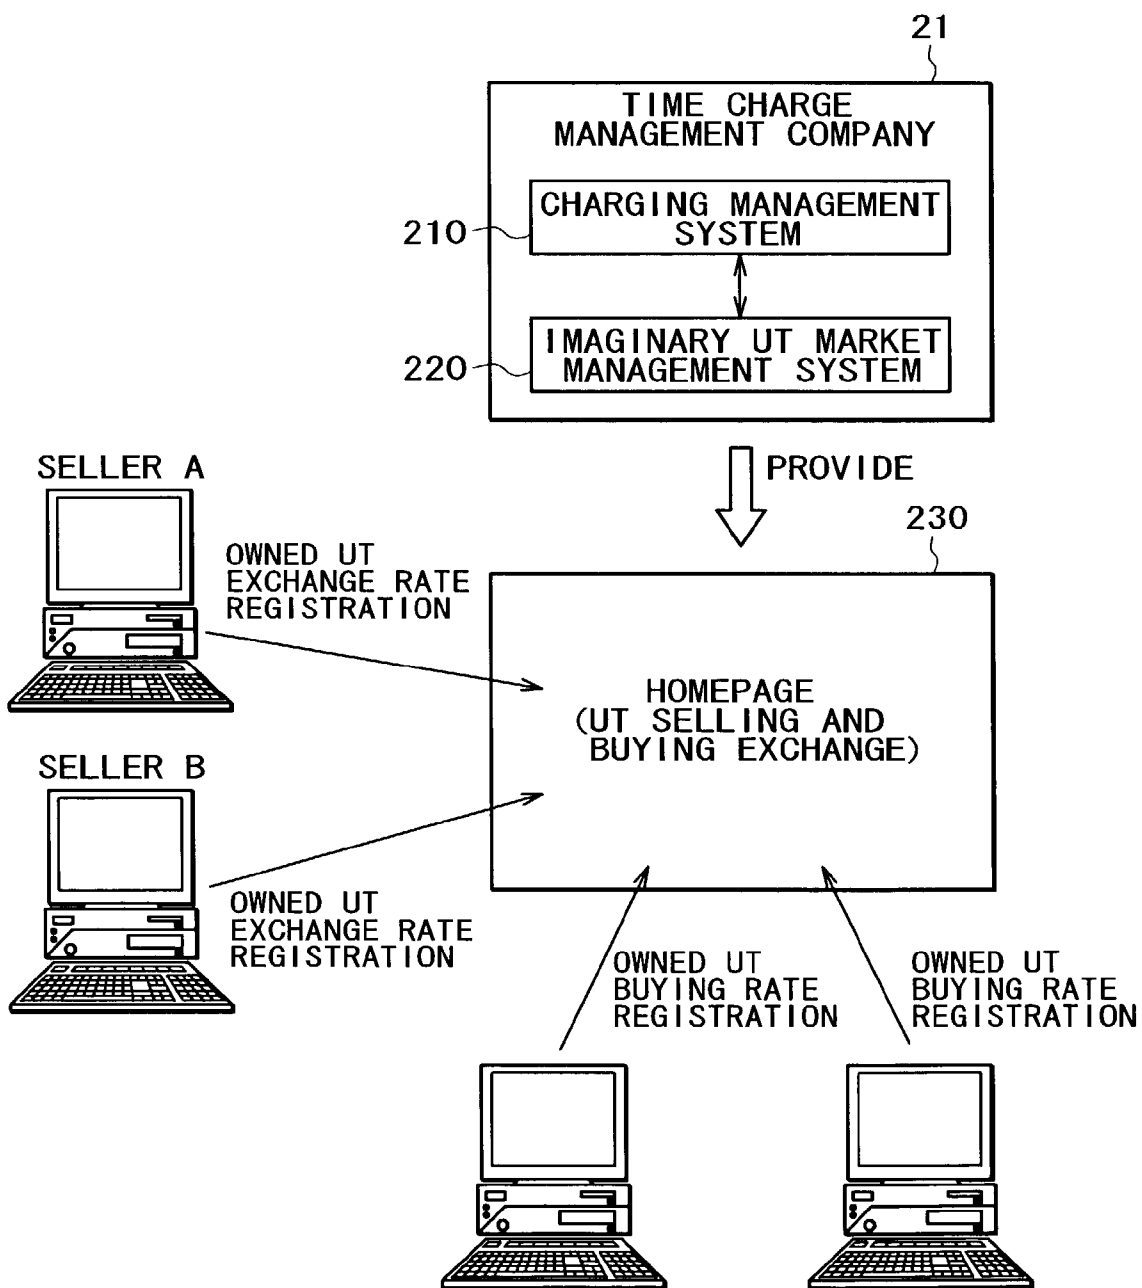 21
TIME CHARGE
MANAGEMENT COMPANY
CHARGING MANAGEMENT
SYSTEM
210
IMAGINARY UT MARKET
MANAGEMENT SYSTEM
220
PROVIDE
230
SELLER A
OWNED UT
EXCHANGE RATE
REGISTRATION
HOMEPAGE
(UT SELLING AND
BUYING EXCHANGE)
SELLER B
OWNED UT
EXCHANGE RATE
REGISTRATION
OWNED UT
BUYING RATE
REGISTRATION
OWNED UT
BUYING RATE
REGISTRATION